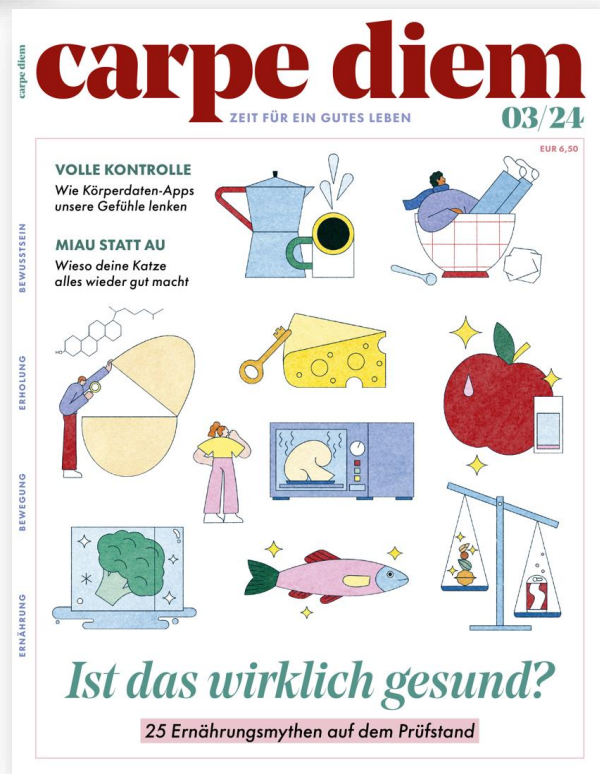 carpe diem
carpe diem
ZEIT FÜR EIN GUTES LEBEN
03/24
EUR 6,50
VOLLE KONTROLLE
Wie Körperdaten-Apps
unsere Gefühle lenken
MIAU STATT AU
Wieso deine Katze
alles wieder gut macht
BEWUSSTSEIN
ERHOLUNG
BEWEGUNG
ERNÄHRUNG
HO
Ist das wirklich gesund?
25 Ernährungsmythen auf dem Prüfstand